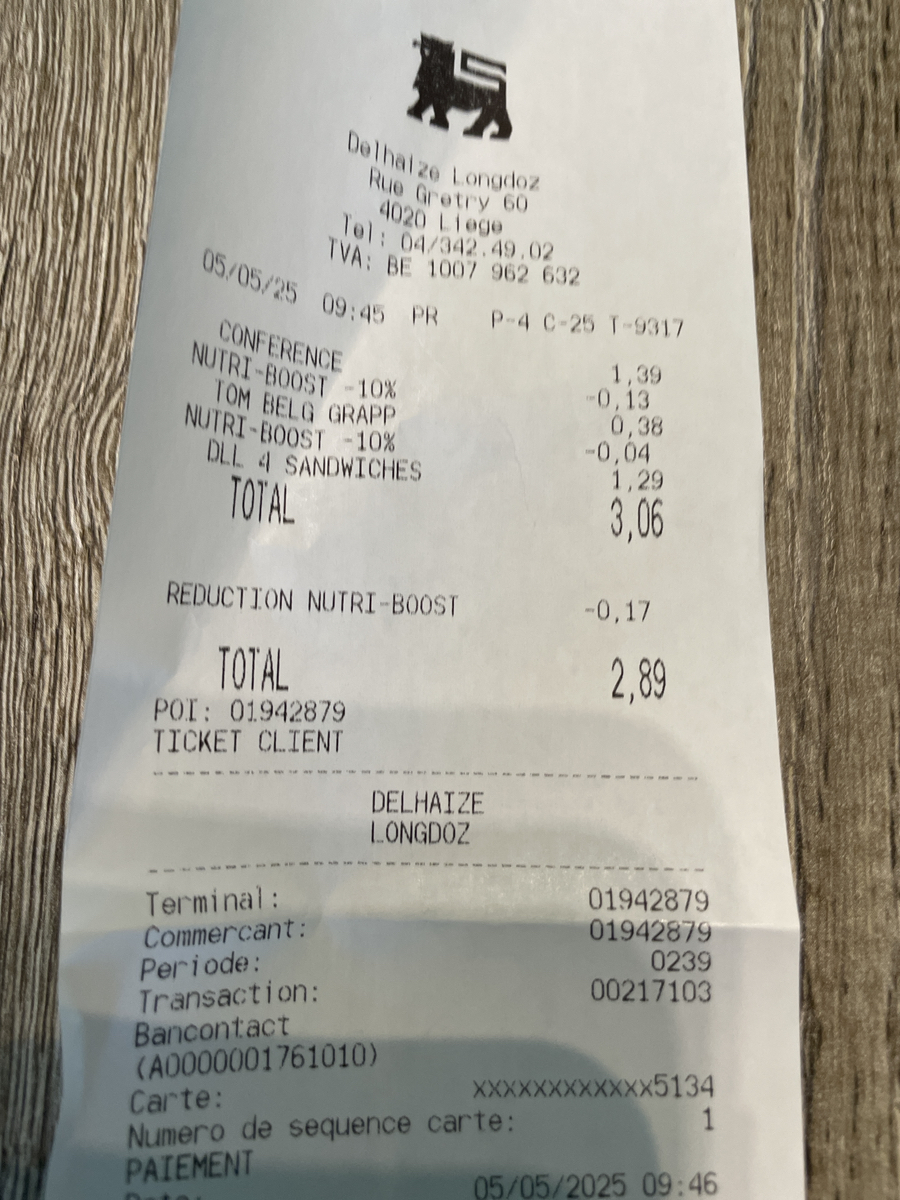 Delhaize Longdoz
Rue Gretry 60
4020 Liege
Tel: 04/342.49.02
TVA: BE 1007 962 632
05/05/25 09:45 PR P-4 C-25 T-9317
CONFERENCE 1,39
NUTRI-BOOST -10% -0,13
TOM BELG GRAPP 0,38
NUTRI-BOOST -10% -0,04
DLL 4 SANDWICHES 1,29
TOTAL 3,06
REDUCTION NUTRI-BOOST -0,17
TOTAL 2,89
POI: 01942879
TICKET CLIENT
DELHAIZE
LONGDOZ
Terminal: 01942879
Commercant: 01942879
Periode: 0239
Transaction: 00217103
Bancontact
(A0000001761010)
Carte: xxxxxxxxxxxxx5134
Numero de sequence carte: 1
PAIEMENT
Date: 05/05/2025 09:46